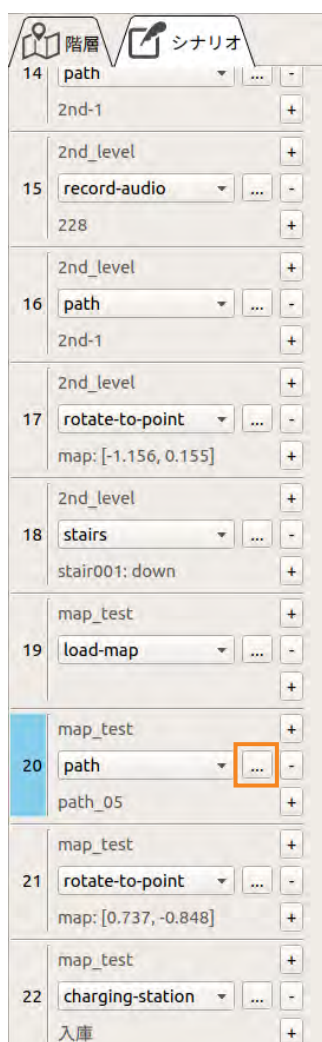 階層 シナリオ
14 path ... -
2nd-1 +
2nd_level +
15 record-audio ... -
228 +
2nd_level +
16 path ... -
2nd-1 +
2nd_level +
17 rotate-to-point ... -
map: [-1.156, 0.155] +
2nd_level +
18 stairs ... -
stair001: down +
map_test +
19 load-map ... -
+
map_test +
20 path ... -
path_05 +
map_test +
21 rotate-to-point ... -
map: [0.737, -0.848] +
map_test +
22 charging-station ... -
入庫 +